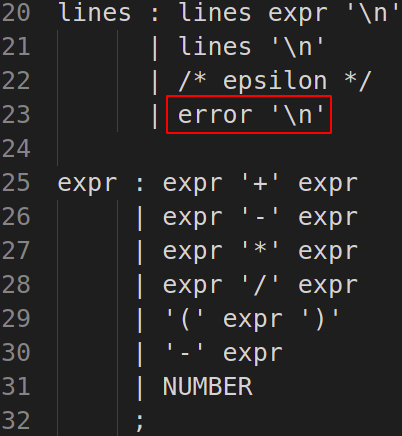 20 lines : lines expr '\n'
21       | lines '\n'
22       | /* epsilon */
23       | error '\n'
24
25 expr : expr '+' expr
26      | expr '-' expr
27      | expr '*' expr
28      | expr '/' expr
29      | '(' expr ')'
30      | '-' expr
31      | NUMBER
32      ;